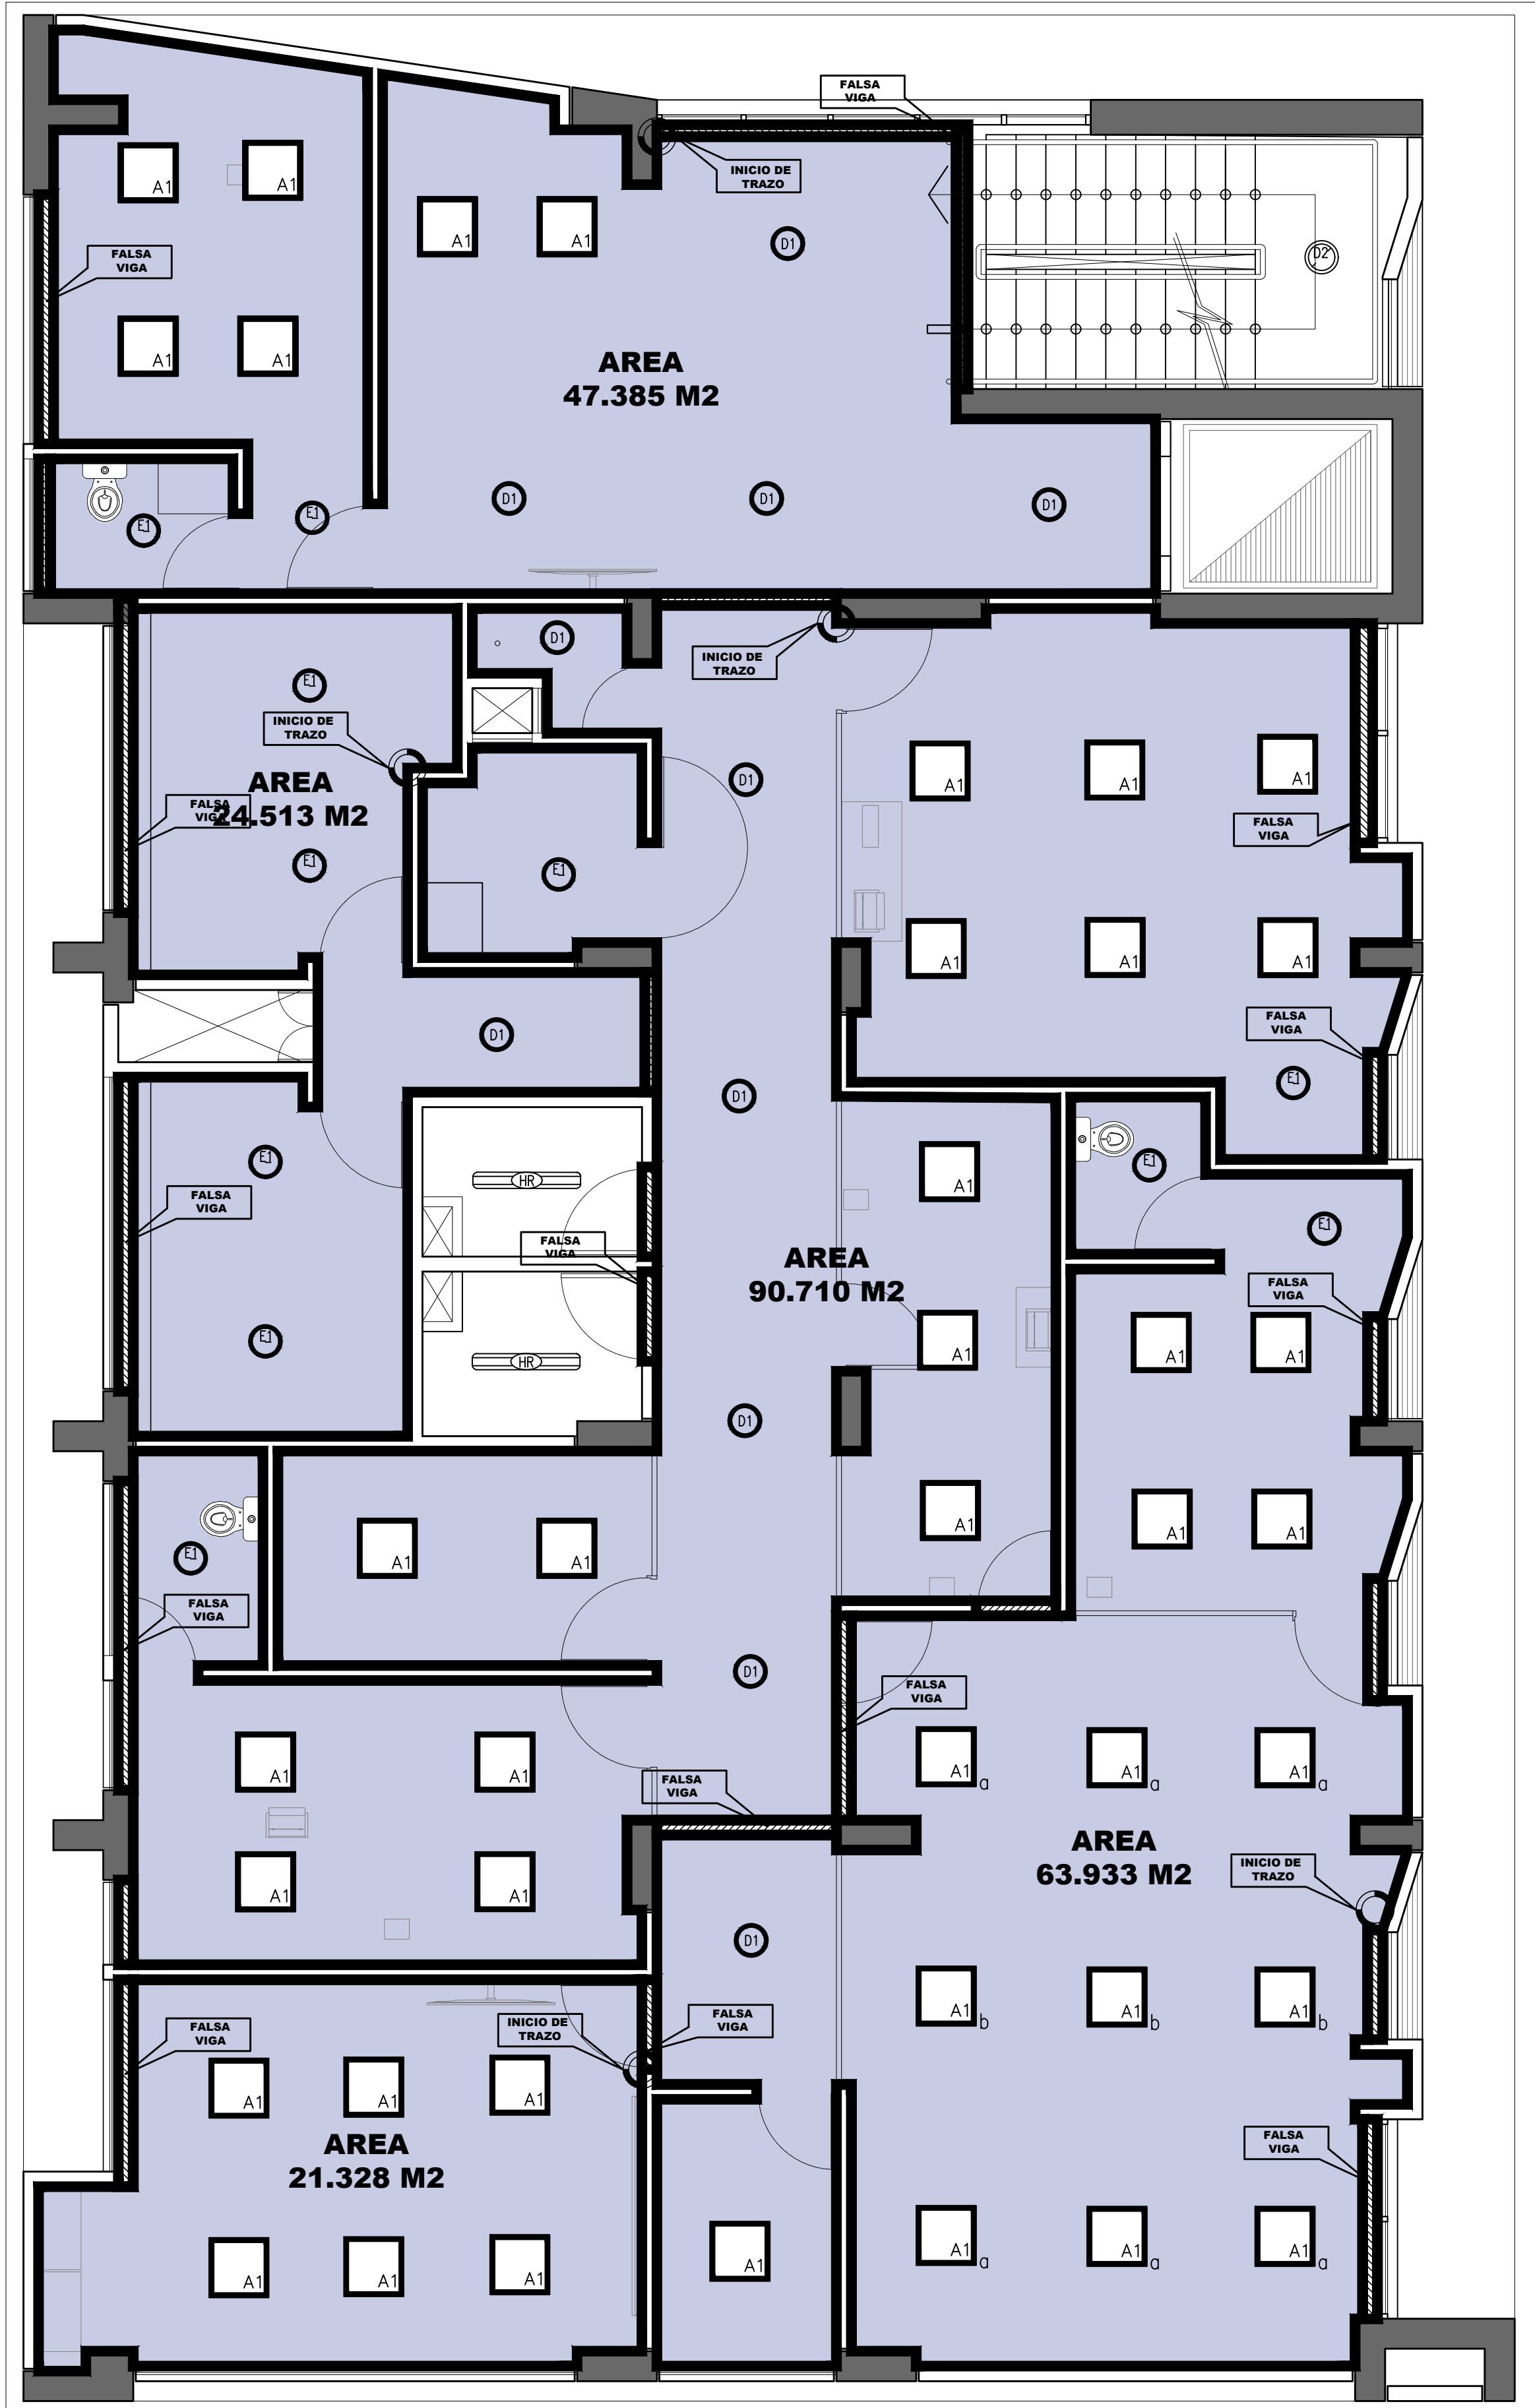 FALSA
VIGA
INICIO DE
TRAZO
A1
A1
A1
A1
D1
D2
FALSA
VIGA
A1
A1
AREA
47.385 M2
D1
D1
D1
E1
E1
D1
INICIO DE
TRAZO
E1
INICIO DE
TRAZO
A1
A1
A1
D1
AREA
24.513 M2
FALSA
VIGA
FALSA
VIGA
E1
E1
A1
A1
A1
D1
FALSA
VIGA
E1
D1
E1
E1
A1
HR
FALSA
VIGA
E1
FALSA
VIGA
AREA
90.710 M2
FALSA
VIGA
E1
A1
A1
A1
HR
D1
A1
A1
A1
E1
A1
A1
FALSA
VIGA
D1
FALSA
VIGA
A1
A1
A1 a
A1 a
A1 a
FALSA
VIGA
AREA
63.933 M2
INICIO DE
TRAZO
A1
A1
D1
A1 b
A1 b
A1 b
FALSA
VIGA
INICIO DE
TRAZO
FALSA
VIGA
A1
A1
A1
AREA
21.328 M2
FALSA
VIGA
A1
A1
A1
A1
A1 a
A1 a
A1 a